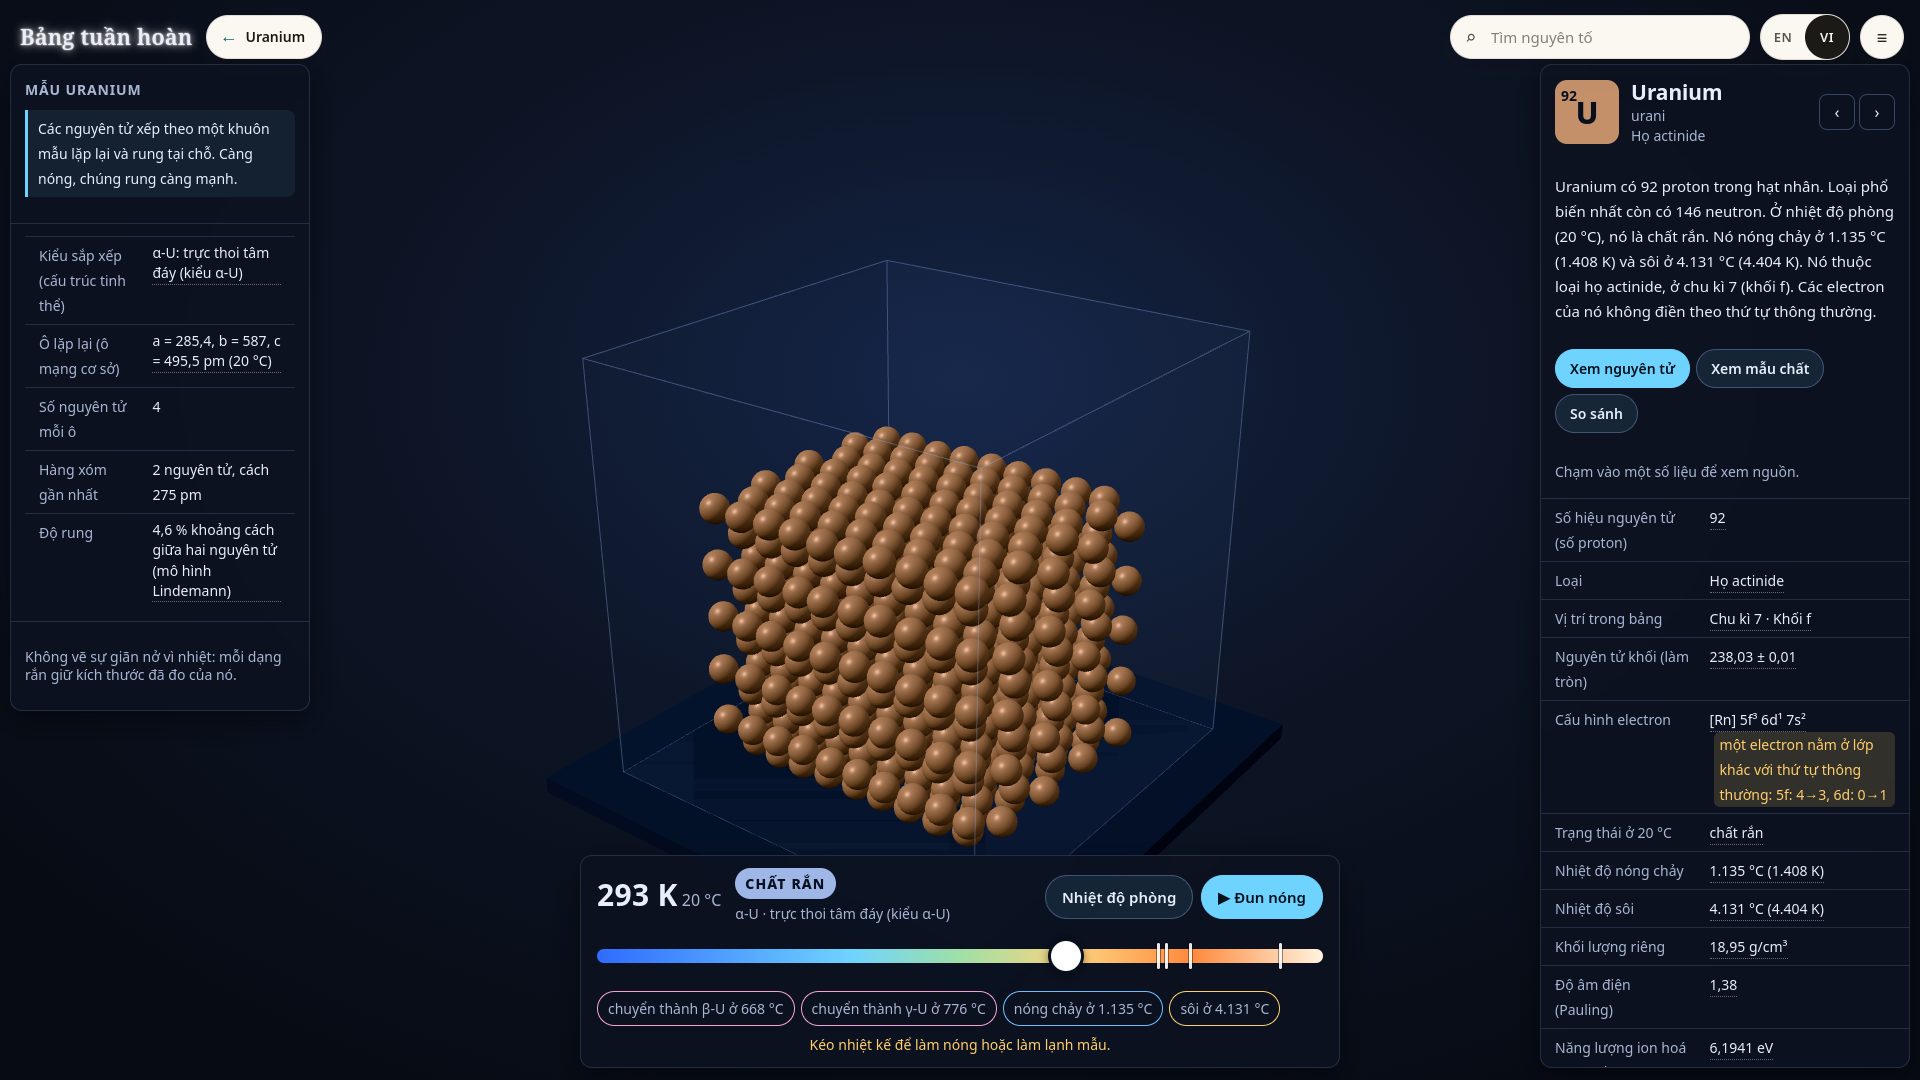 Bảng tuần hoàn
← Uranium
Tìm nguyên tố
EN
VI
≡
MẪU URANIUM
Các nguyên tử xếp theo một khuôn
mẫu lặp lại và rung tại chỗ. Càng
nóng, chúng rung càng mạnh.
Kiểu sắp xếp
(cấu trúc tinh
thể)
α-U: trực thoi tâm
đáy (kiểu α-U)
Ô lặp lại (ô
mạng cơ sở)
a = 285,4, b = 587, c
= 495,5 pm (20 °C)
Số nguyên tử
mỗi ô
4
Hàng xóm
gần nhất
2 nguyên tử, cách
275 pm
Độ rung
4,6 % khoảng cách
giữa hai nguyên tử
(mô hình
Lindemann)
Không vẽ sự giãn nở vì nhiệt: mỗi dạng
rắn giữ kích thước đã đo của nó.
293 K 20 °C
CHẤT RẮN
α-U · trực thoi tâm đáy (kiểu α-U)
Nhiệt độ phòng
▶ Đun nóng
chuyển thành β-U ở 668 °C
chuyển thành γ-U ở 776 °C
nóng chảy ở 1.135 °C
sôi ở 4.131 °C
Kéo nhiệt kế để làm nóng hoặc làm lạnh mẫu.
92
U
Uranium
urani
Họ actinide
‹
›
Uranium có 92 proton trong hạt nhân. Loại phổ
biến nhất còn có 146 neutron. Ở nhiệt độ phòng
(20 °C), nó là chất rắn. Nó nóng chảy ở 1.135 °C
(1.408 K) và sôi ở 4.131 °C (4.404 K). Nó thuộc
loại họ actinide, ở chu kì 7 (khối f). Các electron
của nó không điền theo thứ tự thông thường.
Xem nguyên tử
Xem mẫu chất
So sánh
Chạm vào một số liệu để xem nguồn.
Số hiệu nguyên tử
(số proton)
92
Loại
Họ actinide
Vị trí trong bảng
Chu kì 7 · Khối f
Nguyên tử khối (làm
tròn)
238,03 ± 0,01
Cấu hình electron
[Rn] 5f³ 6d¹ 7s²
một electron nằm ở lớp
khác với thứ tự thông
thường: 5f: 4→3, 6d: 0→1
Trạng thái ở 20 °C
chất rắn
Nhiệt độ nóng chảy
1.135 °C (1.408 K)
Nhiệt độ sôi
4.131 °C (4.404 K)
Khối lượng riêng
18,95 g/cm³
Độ âm điện
(Pauling)
1,38
Năng lượng ion hoá
6,1941 eV